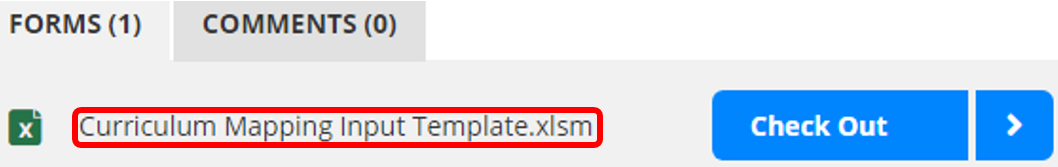 FORMS (1) COMMENTS (0)
X Curriculum Mapping Input Template.xlsm Check Out